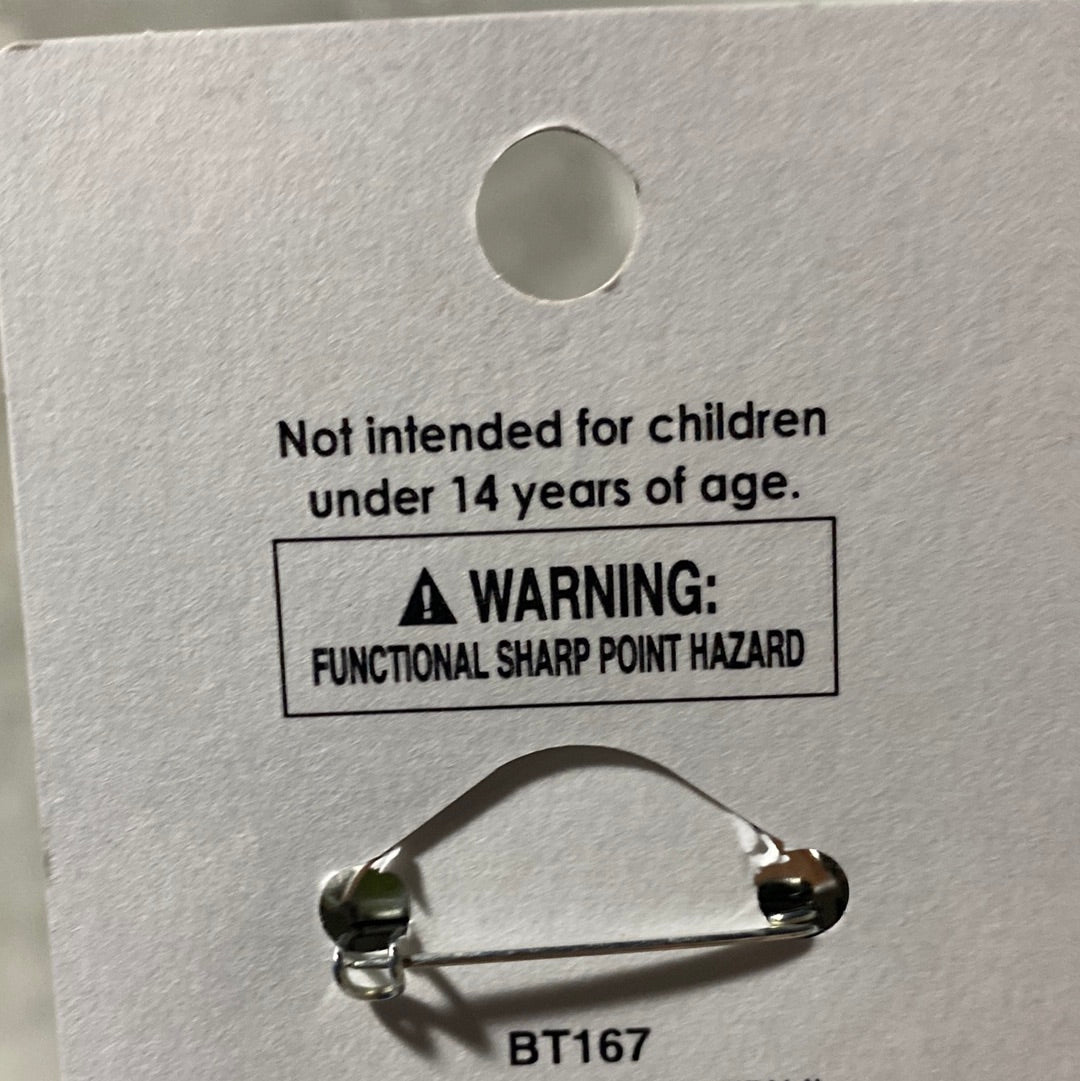 Not intended for children
under 14 years of age.
WARNING:
FUNCTIONAL SHARP POINT HAZARD
BT167